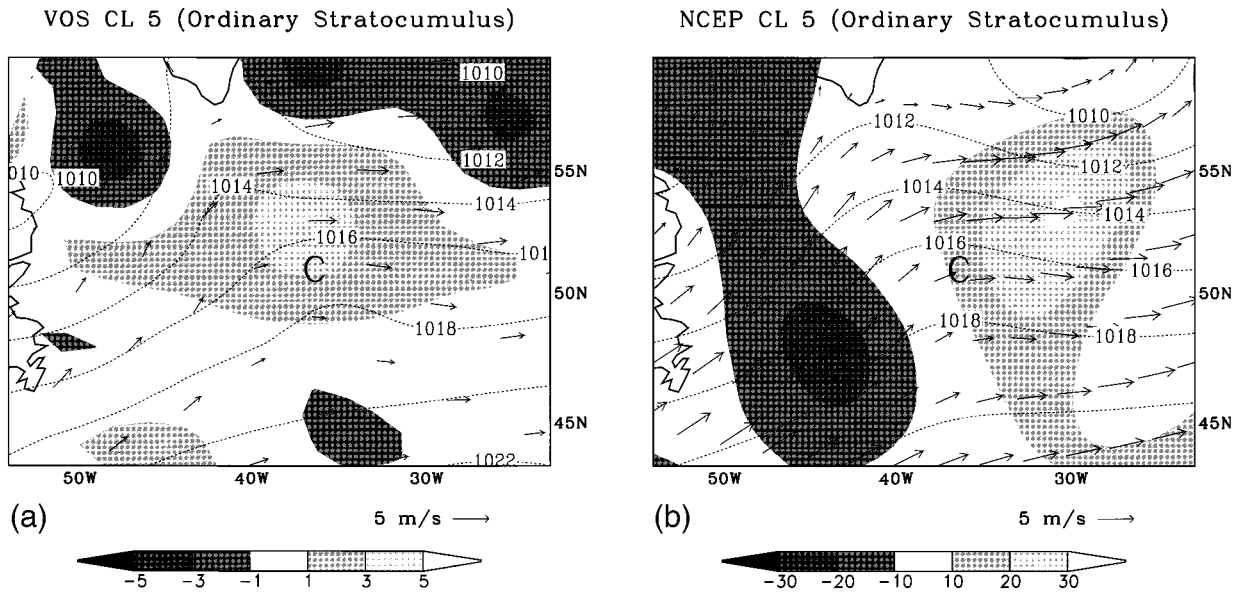 VOS CL 5 (Ordinary Stratocumulus)
1010
1012
010
1010
1014
1014
1016
101
1018
1022
55N
50N
45N
50W 40W 30W
(a)
5 m/s
-5 -3 -1 1 3 5
C
NCEP CL 5 (Ordinary Stratocumulus)
1012
1010
1012
1014
1014
1016
1016
1018
1018
C
55N
50N
45N
50W 40W 30W
(b)
5 m/s
-30 -20 -10 10 20 30